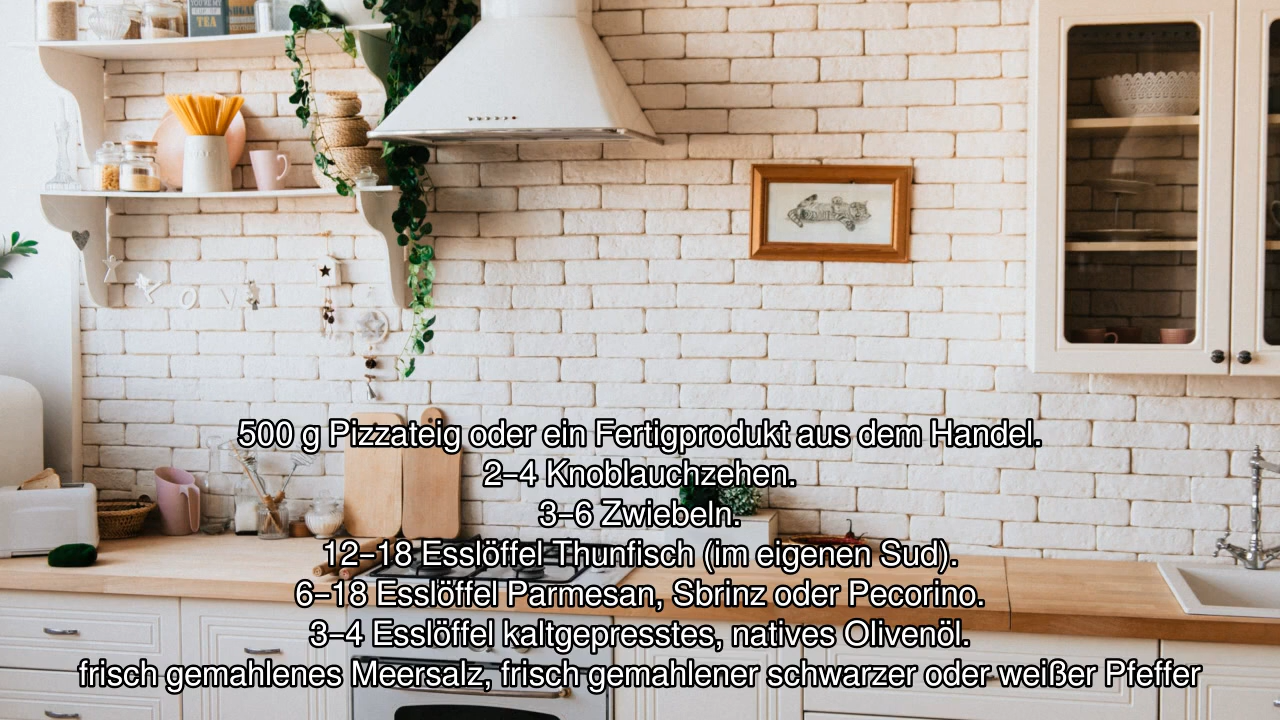 500 g Pizzateig oder ein Fertigprodukt aus dem Handel.
2–4 Knoblauchzehen.
3–6 Zwiebeln.
12–18 Esslöffel Thunfisch (im eigenen Sud).
6–18 Esslöffel Parmesan, Sbrinz oder Pecorino.
3–4 Esslöffel kaltgepresstes, natives Olivenöl.
frisch gemahlenes Meersalz, frisch gemahlener schwarzer oder weißer Pfeffer